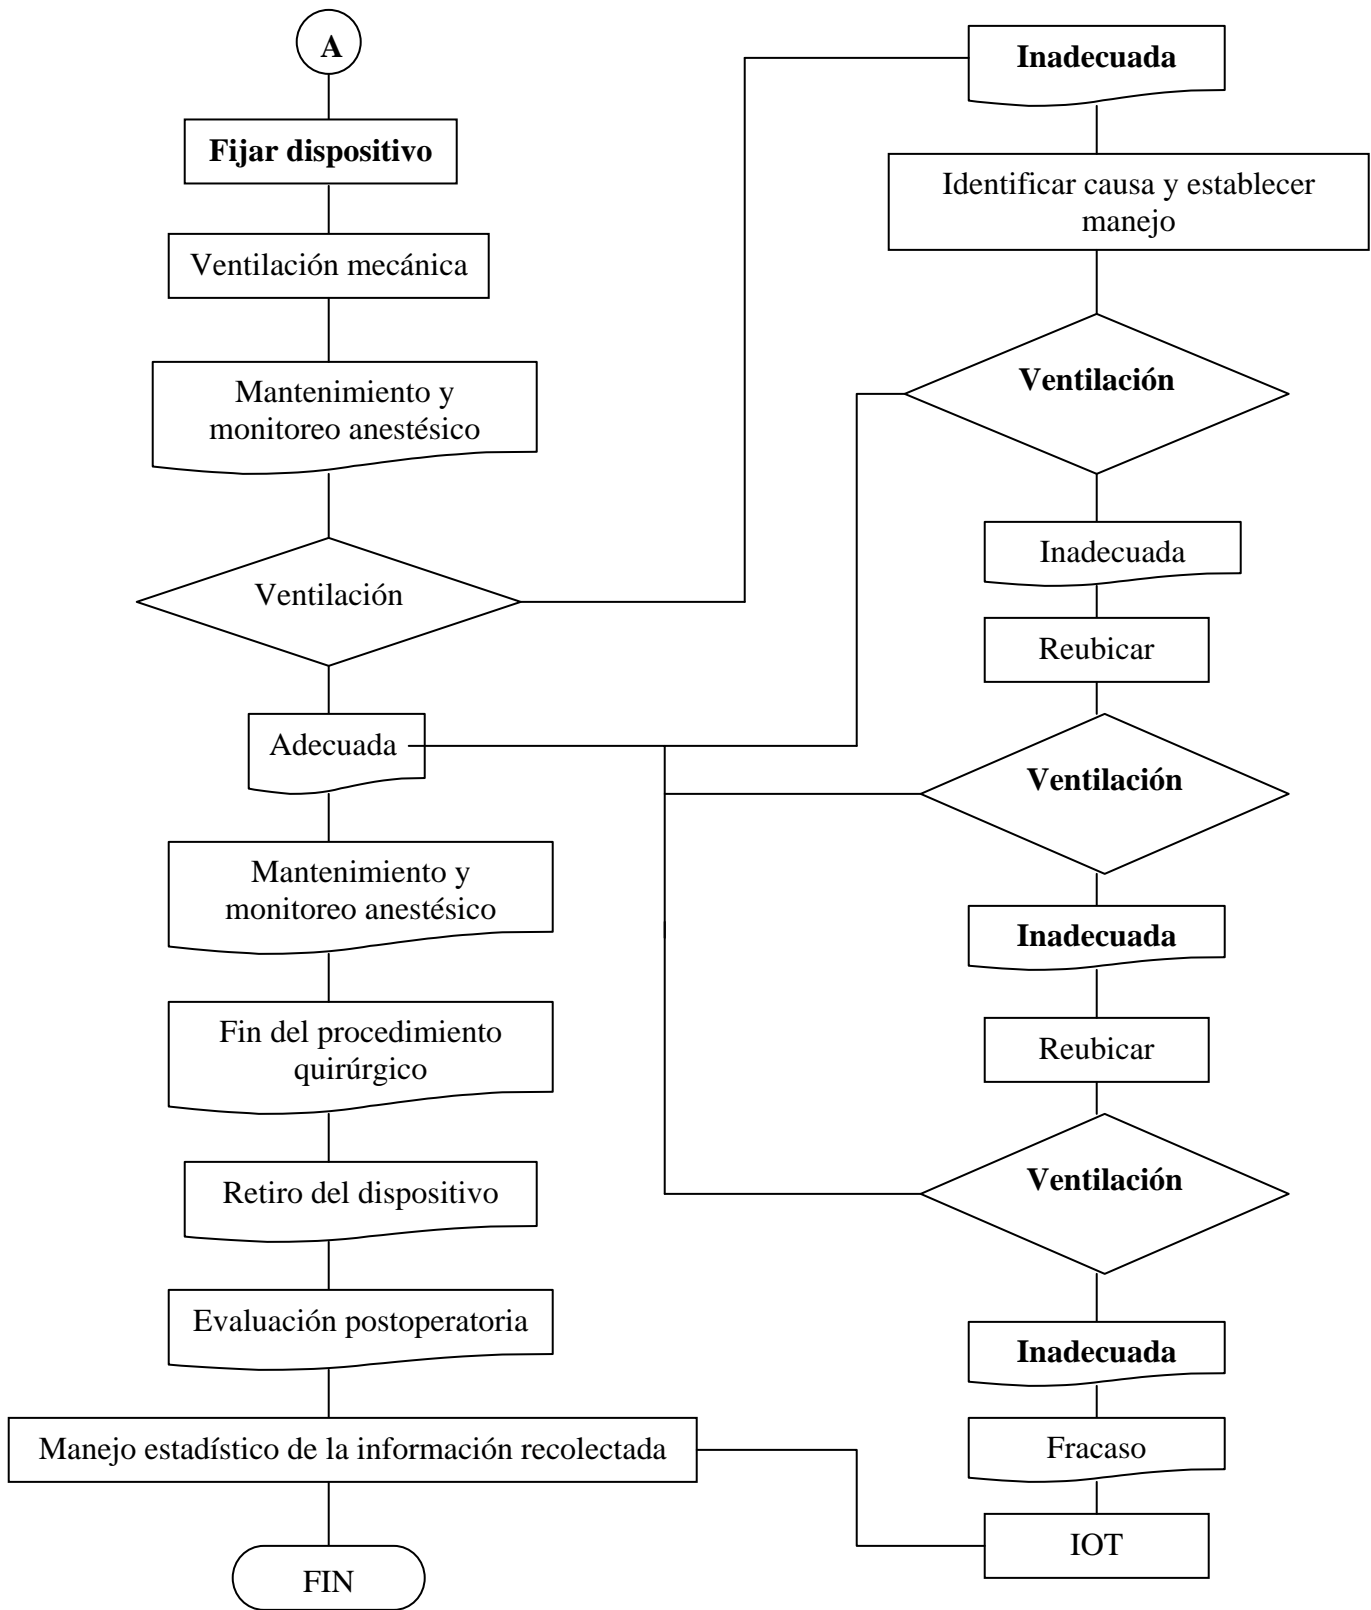 A
Fijar dispositivo
Ventilación mecánica
Mantenimiento y
monitoreo anestésico
Ventilación
Adecuada
Mantenimiento y
monitoreo anestésico
Fin del procedimiento
quirúrgico
Retiro del dispositivo
Evaluación postoperatoria
Manejo estadístico de la información recolectada
FIN
Inadecuada
Identificar causa y establecer
manejo
Ventilación
Inadecuada
Reubicar
Ventilación
Inadecuada
Reubicar
Ventilación
Inadecuada
Fracaso
IOT